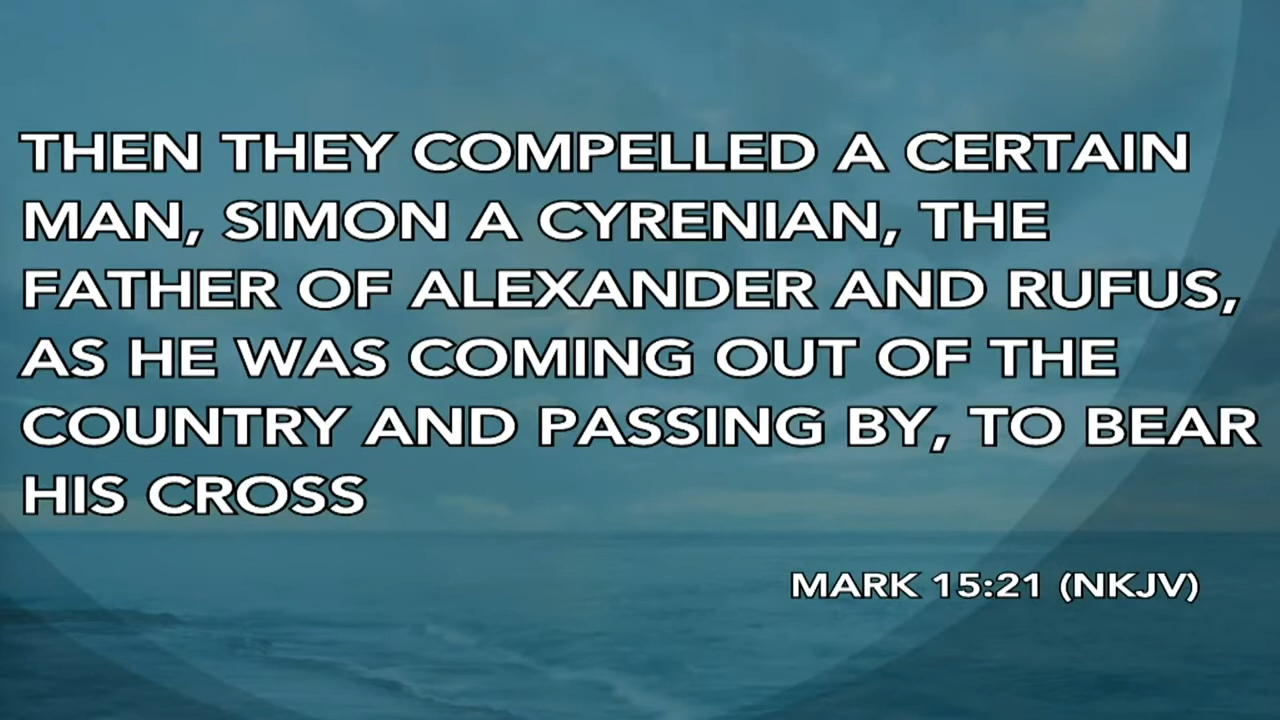 THEN THEY COMPELLED A CERTAIN
MAN, SIMON A CYRENIAN, THE
FATHER OF ALEXANDER AND RUFUS,
AS HE WAS COMING OUT OF THE
COUNTRY AND PASSING BY, TO BEAR
HIS CROSS
MARK 15:21 (NKJV)